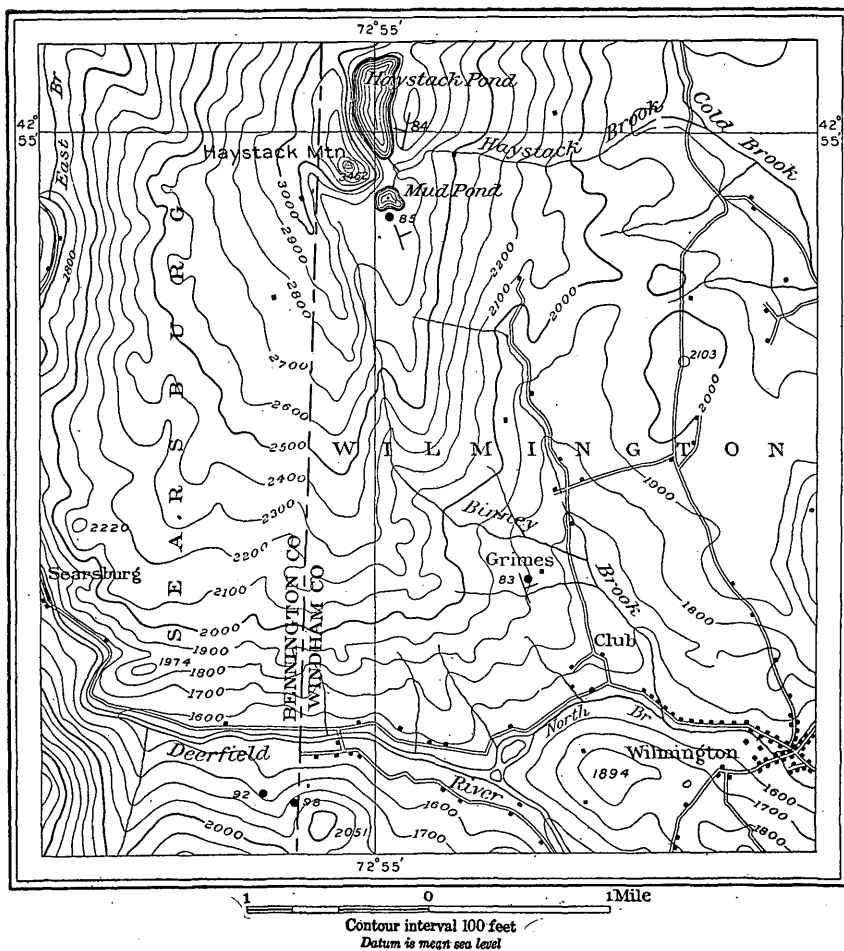 72°55'
Haystack Pond
East Br
Cold Brook
42°
55'
84
42°
55'
Haystack Brook
Haystack Mtn
Mud Pond
3000
85
2900
2200
1800
2100
2000
2800
2103
2700
2000
2600
SEARSBURG
2500
WILMINGTON
2400
1900
2300
Binney Brook
2220
2200
Grimes
Searsburg
83
2100
1800
2000
BENNINGTON CO
WINDHAM CO
1900
Club
1974
1800
1700
1600
North Br
Deerfield River
Wilmington
1894
92
98
1600
1600
1700
2000
2051
1700
1800
72°55'
1 0 1 Mile
Contour interval 100 feet
Datum is mean sea level